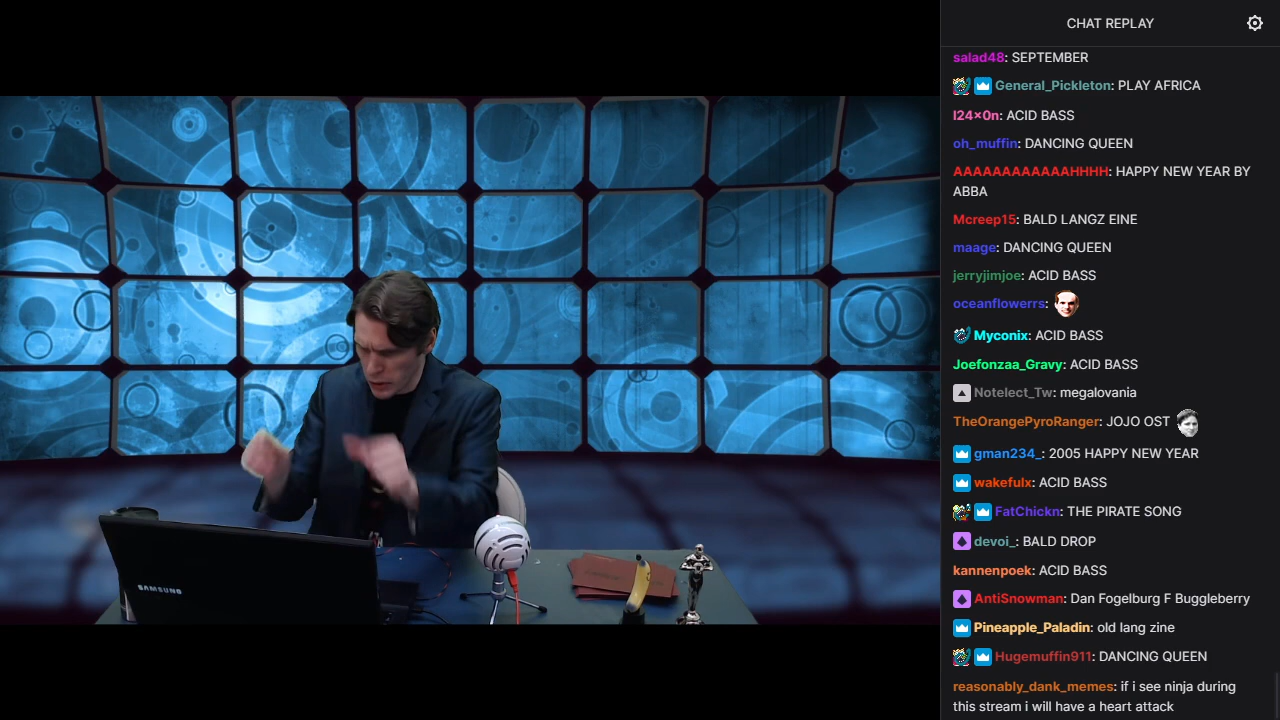 CHAT REPLAY
salad48: SEPTEMBER
General_Pickleton: PLAY AFRICA
l24x0n: ACID BASS
oh_muffin: DANCING QUEEN
AAAAAAAAAAAAHHHH: HAPPY NEW YEAR BY
ABBA
Mcreep15: BALD LANGZ EINE
maage: DANCING QUEEN
jerryjimjoe: ACID BASS
oceanflowerrs:
Myconix: ACID BASS
Joefonzaa_Gravy: ACID BASS
Notelect_Tw: megalovania
TheOrangePyroRanger: JOJO OST
gman234_: 2005 HAPPY NEW YEAR
wakefulx: ACID BASS
FatChickn: THE PIRATE SONG
devoi_: BALD DROP
kannenpoek: ACID BASS
AntiSnowman: Dan Fogelburg F Buggleberry
Pineapple_Paladin: old lang zine
Hugemuffin911: DANCING QUEEN
reasonably_dank_memes: if i see ninja during
this stream i will have a heart attack
SAMSUNG